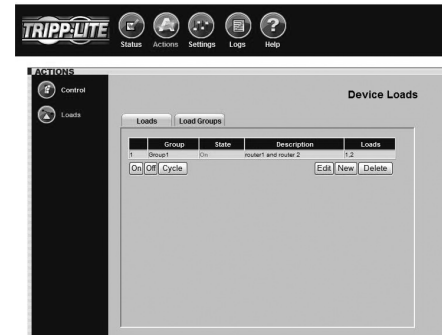 TRIPP·LITE
Status Actions Settings Logs Help
ACTIONS
Control
Loads
Device Loads
Loads Load Groups
Group State Description Loads
1 Group1 On router1 and router 2 1,2
On Off Cycle Edit New Delete